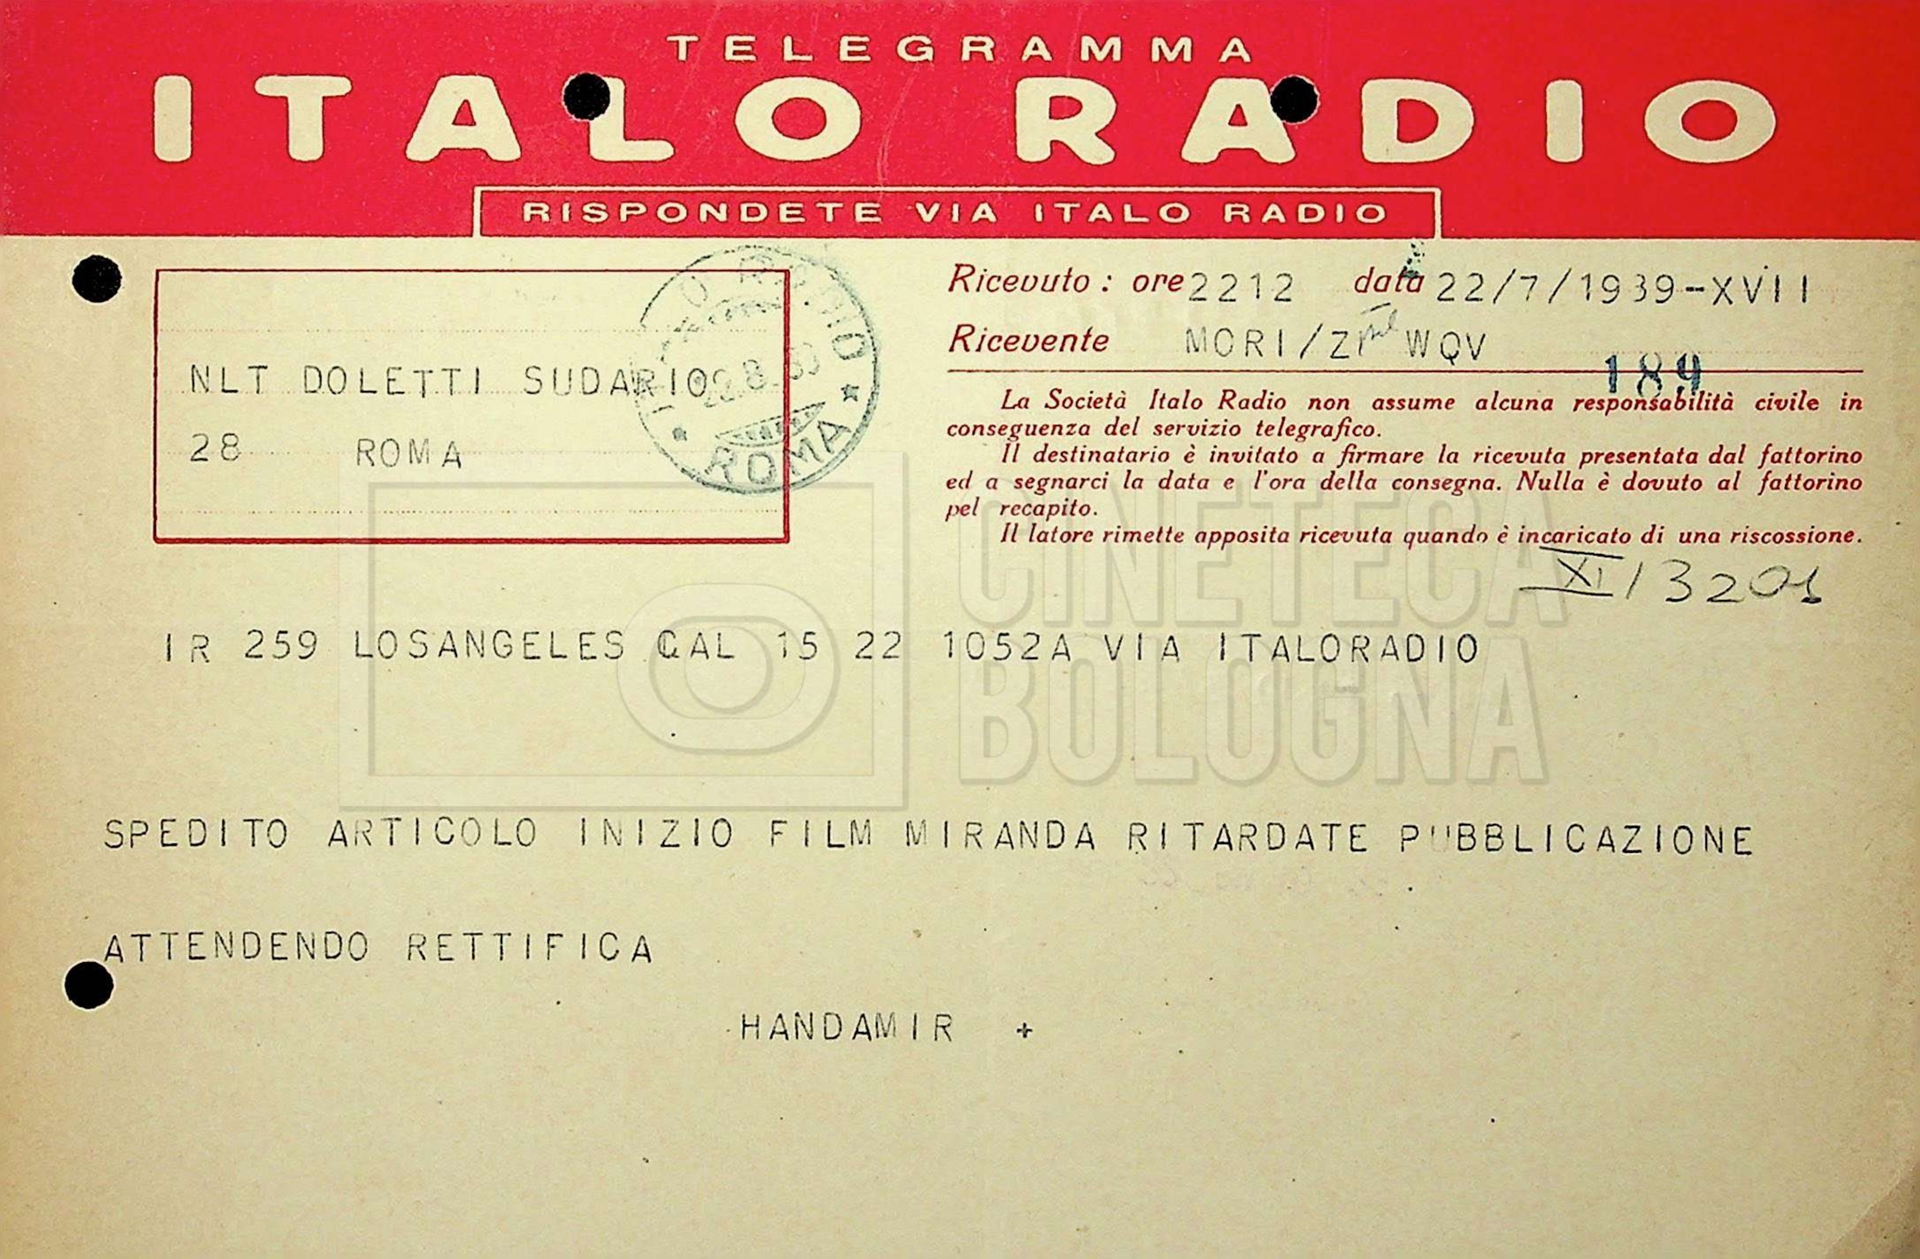 TELEGRAMMA
ITALO RADIO
RISPONDETE VIA ITALO RADIO
Ricevuto: ore 2212 data 22/7/1939-XVII
Ricevente MORI/Z WQV
189
NLT DOLETTI SUDARIO
28 ROMA
ROMA
La Società Italo Radio non assume alcuna responsabilità civile in
conseguenza del servizio telegrafico.
Il destinatario è invitato a firmare la ricevuta presentata dal fattorino
ed a segnarci la data e l'ora della consegna. Nulla è dovuto al fattorino
pel recapito.
Il latore rimette apposita ricevuta quando è incaricato di una riscossione.
XI/3201
IR 259 LOSANGELES CAL 15 22 1052A VIA ITALORADIO
CINETECA
BOLOGNA
SPEDITO ARTICOLO INIZIO FILM MIRANDA RITARDATE PUBBLICAZIONE
ATTENDENDO RETTIFICA
HANDAMIR +